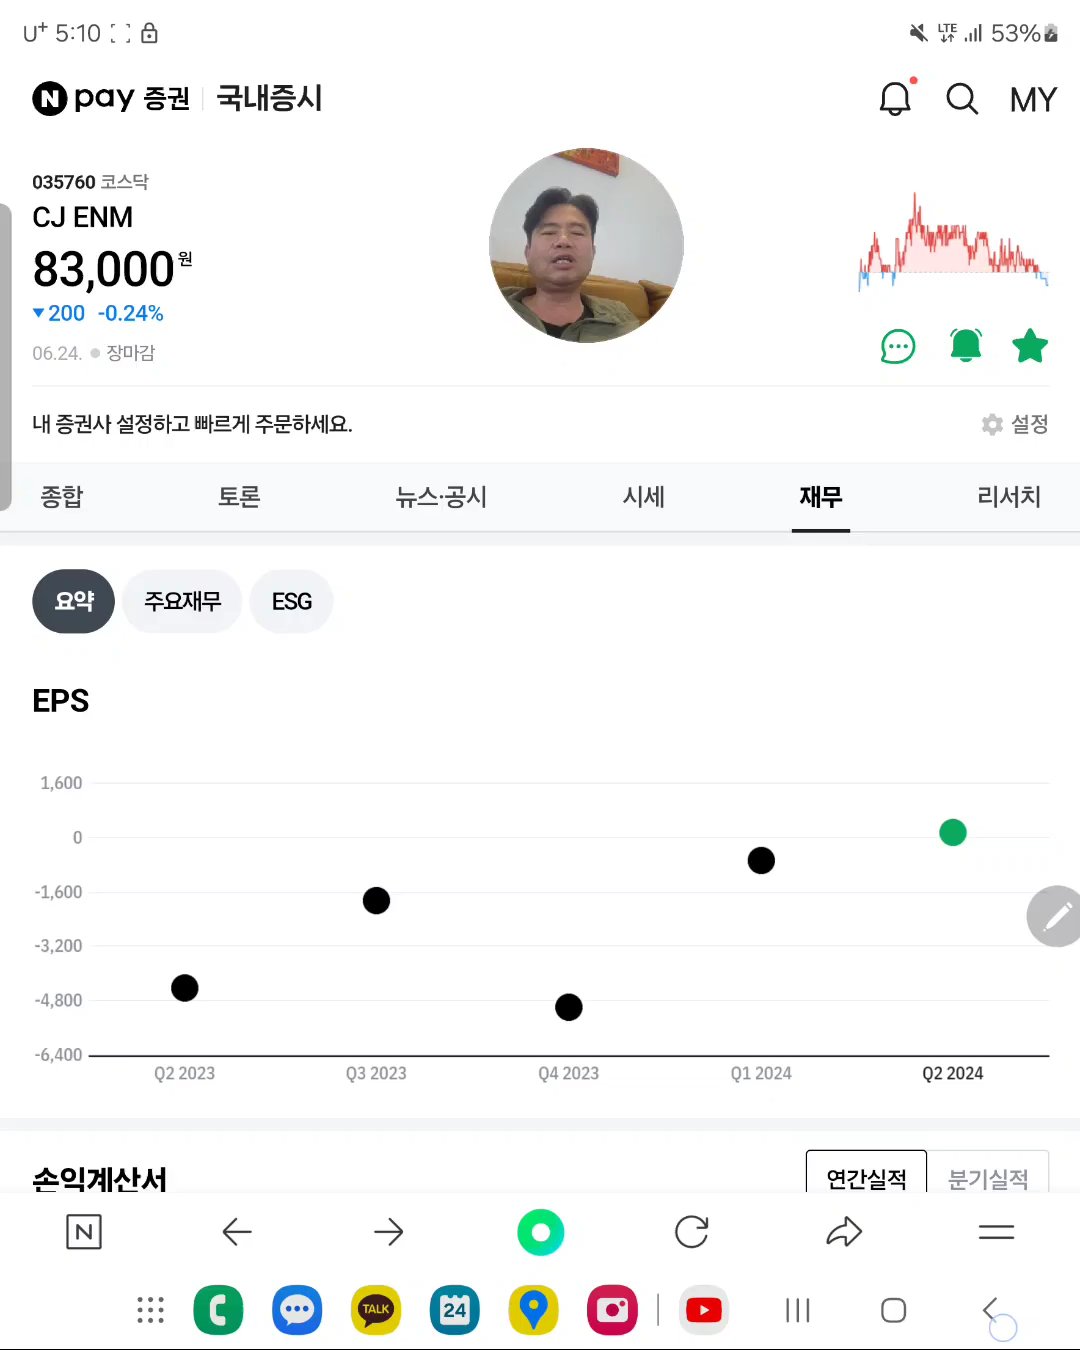 U+ 5:10 LTE 53%
N pay 증권 국내증시 MY
035760 코스닥
CJ ENM
83,000원
▼200 -0.24%
06.24. 장마감
내 증권사 설정하고 빠르게 주문하세요. 설정
종합 토론 뉴스·공시 시세 재무 리서치
요약 주요재무 ESG
EPS
1,600
0
-1,600
-3,200
-4,800
-6,400
Q2 2023 Q3 2023 Q4 2023 Q1 2024 Q2 2024
손익계산서 연간실적 분기실적
N
TALK 24